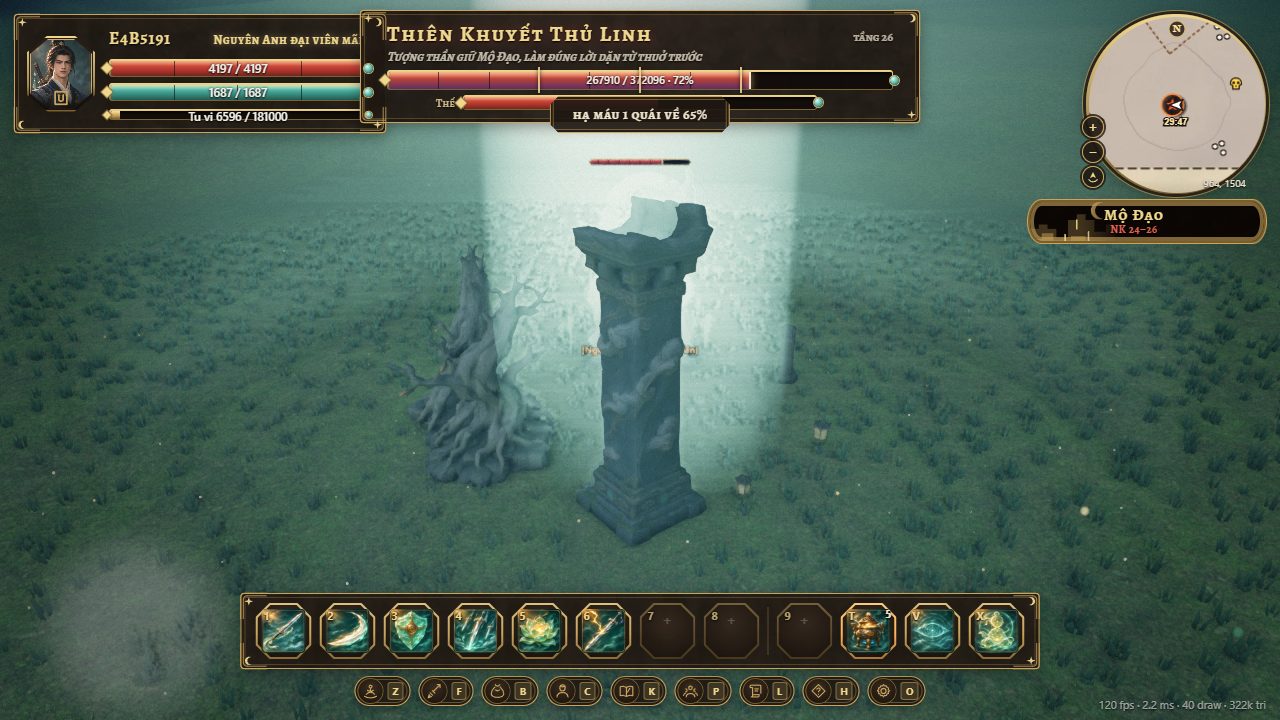 E4B5191
Nguyên Anh đại viên mã
4197 / 4197
1687 / 1687
Tu vi 6596 / 181000
U
Thiên Khuyết Thủ Linh
Tầng 26
Tượng thần giữ Mộ Đạo, làm đúng lời dặn từ thuở trước
267910 / 372096 · 72%
Thế
Hạ máu 1 quái về 65%
N
29:47
1504
Mộ Đạo
NK 24–26
1
2
3
4
5
6
7
8
9
T
5
V
X
Z
F
B
C
K
P
L
H
O
120 fps · 2.2 ms · 40 draw · 322k tri